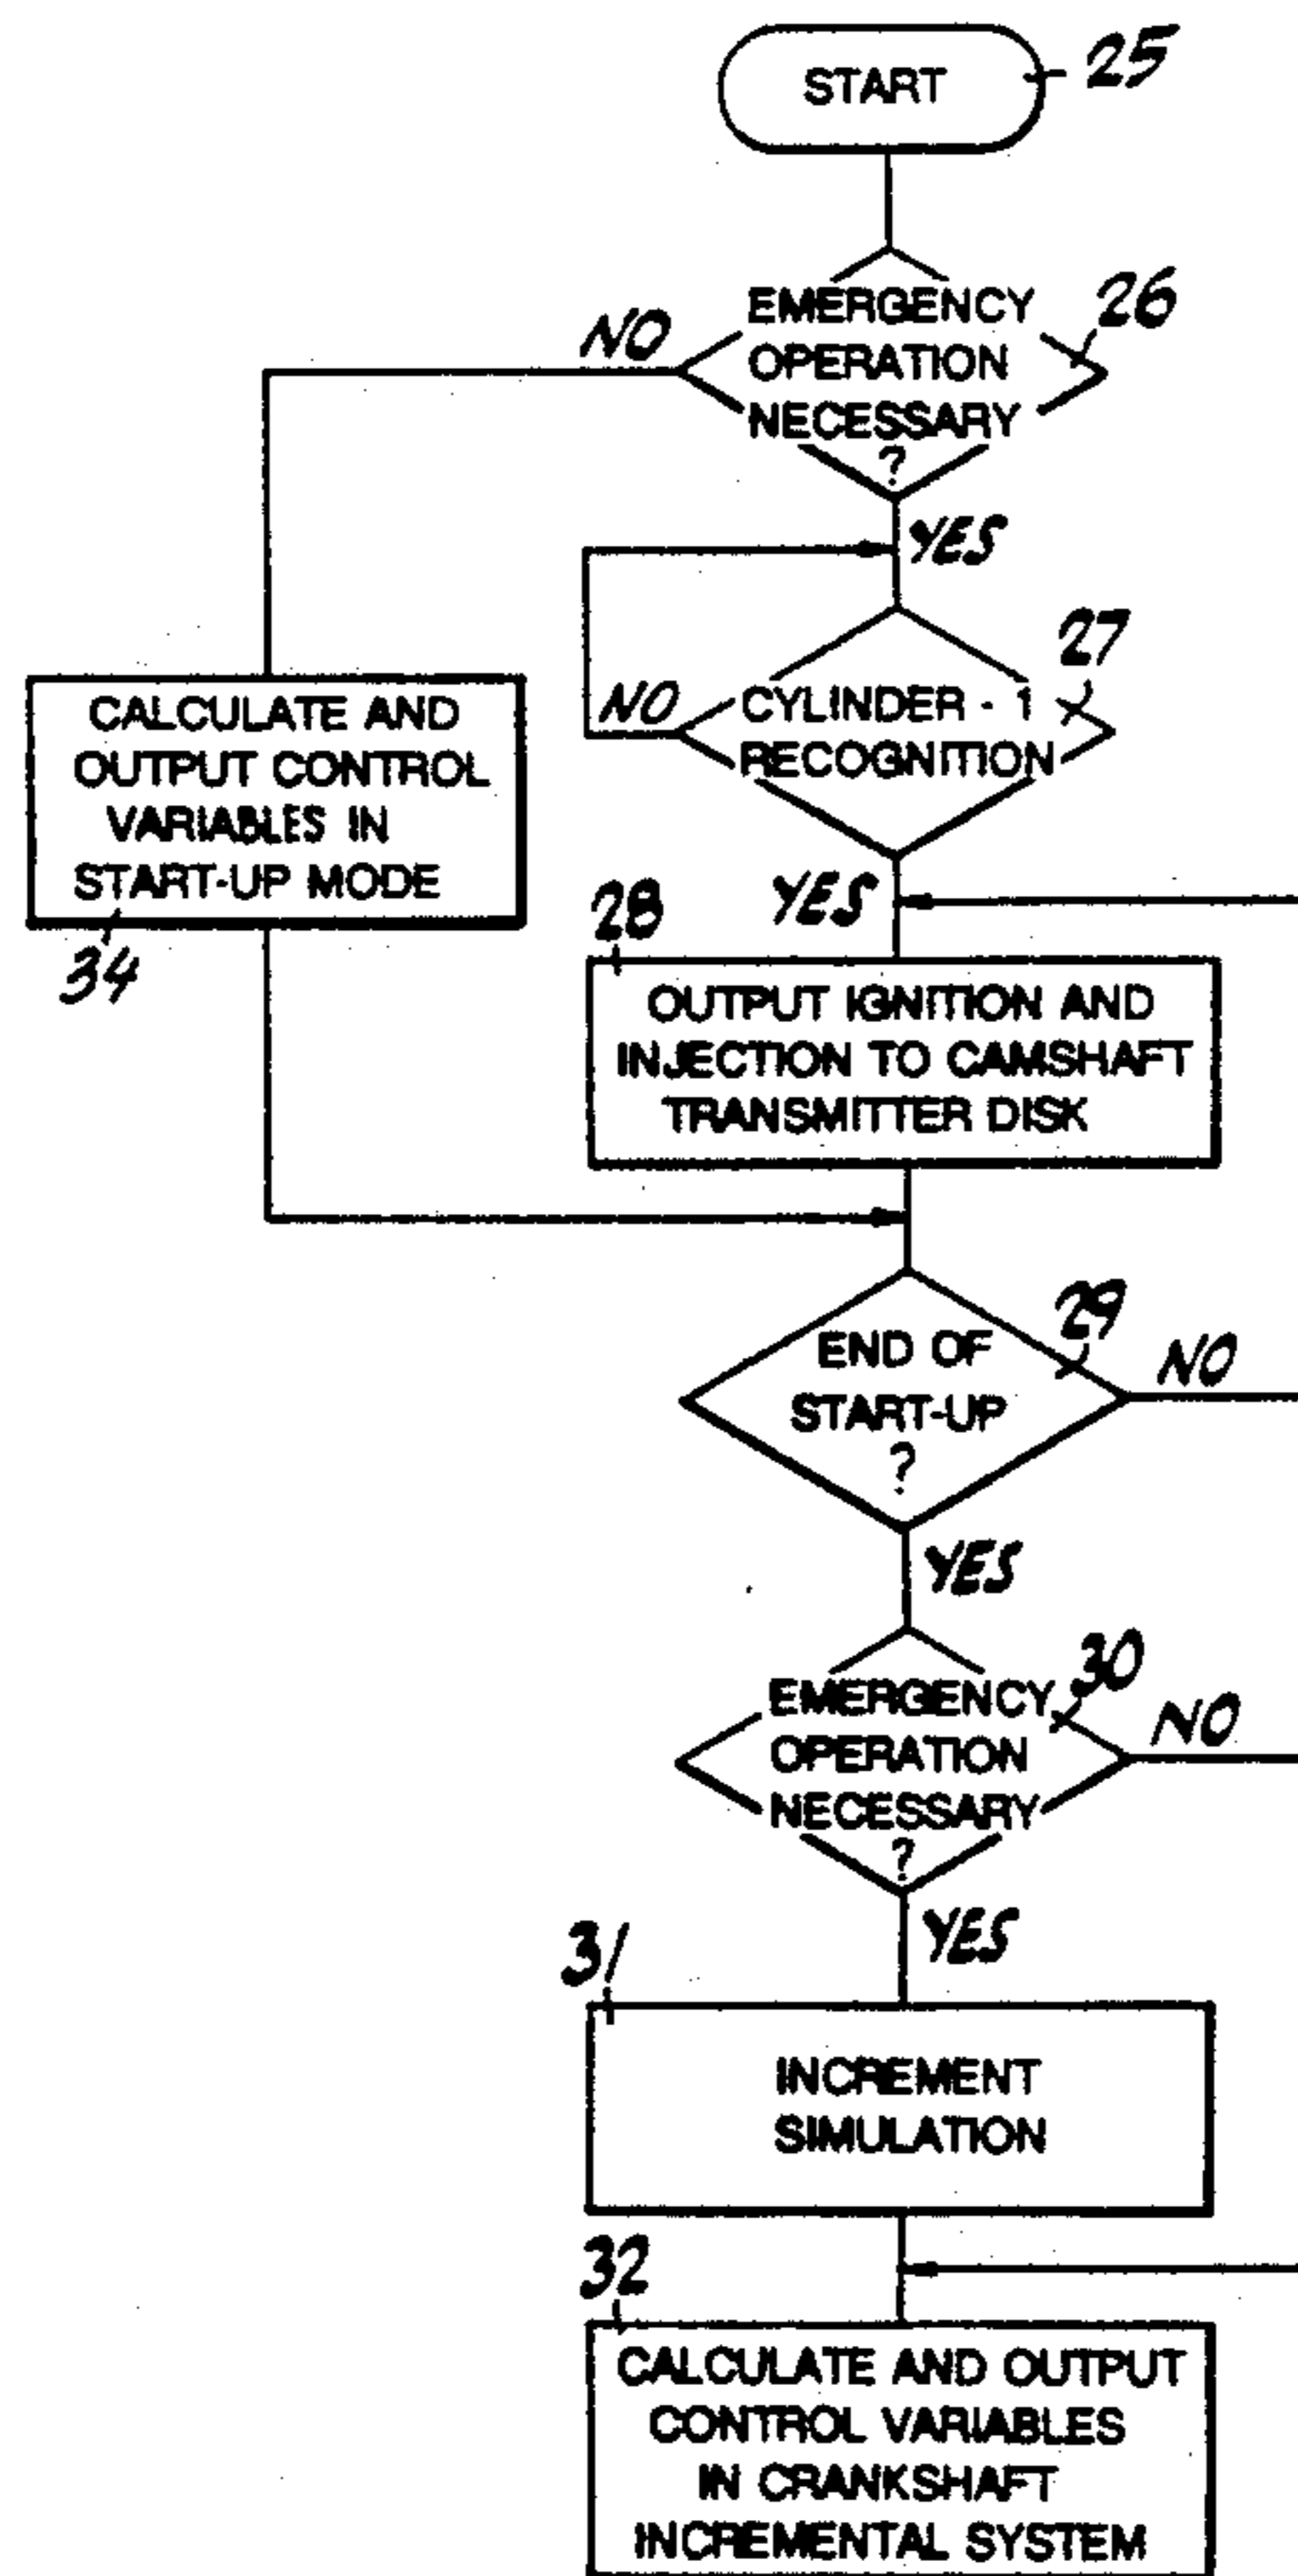 START
25
EMERGENCY
OPERATION
NECESSARY
?
26
NO
YES
CYLINDER - 1
RECOGNITION
27
NO
YES
CALCULATE AND
OUTPUT CONTROL
VARIABLES IN
START-UP MODE
34
28
OUTPUT IGNITION AND
INJECTION TO CAMSHAFT
TRANSMITTER DISK
END OF
START-UP
?
29
NO
YES
EMERGENCY
OPERATION
NECESSARY
?
30
NO
YES
31
INCREMENT
SIMULATION
32
CALCULATE AND OUTPUT
CONTROL VARIABLES
IN CRANKSHAFT
INCREMENTAL SYSTEM